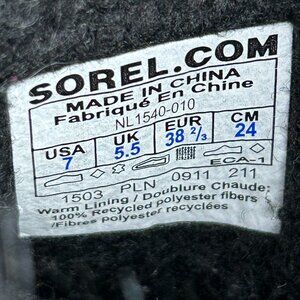 SOREL.COM
MADE IN CHINA
Fabriqué En Chine
NL1540-010
USA UK EUR CM
7 5.5 38 2/3 24
ECA-1
1503 PLN 0911 211
Warm Lining / Doublure Chaude;
100% Recycled polyester fibers
/Fibres polyester recyclées